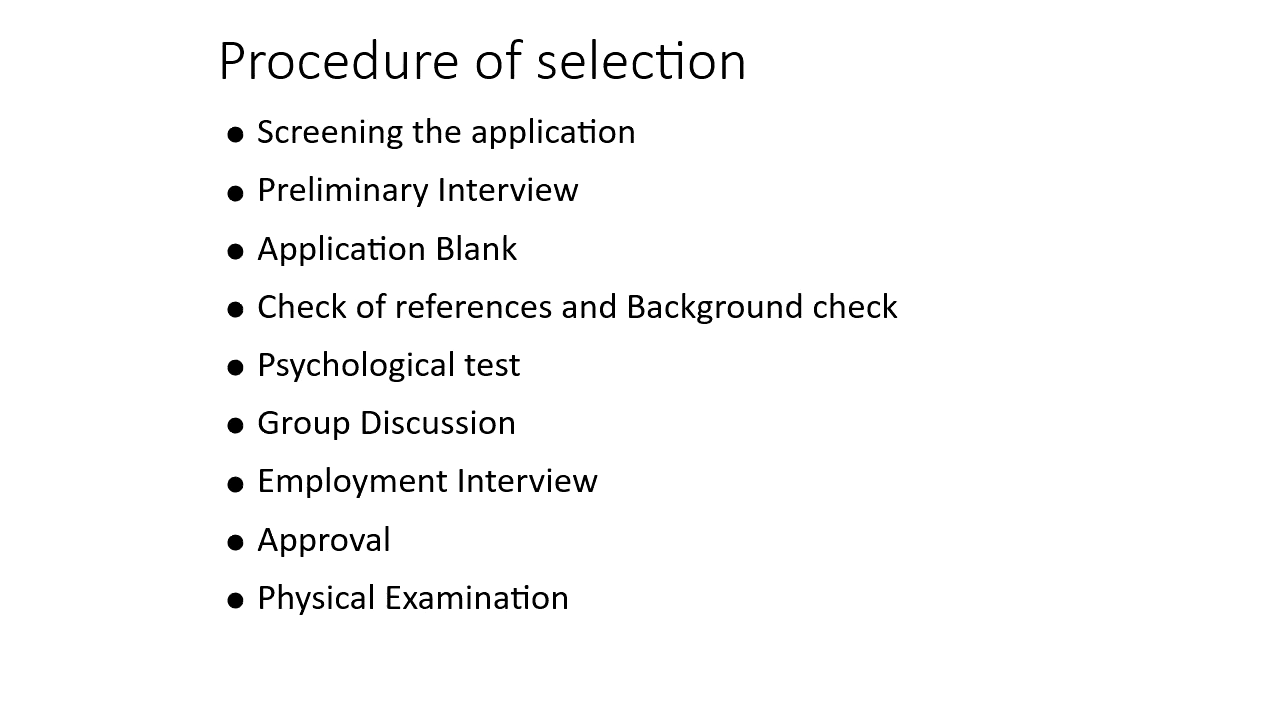 Procedure of selection
● Screening the application
● Preliminary Interview
● Application Blank
● Check of references and Background check
● Psychological test
● Group Discussion
● Employment Interview
● Approval
● Physical Examination